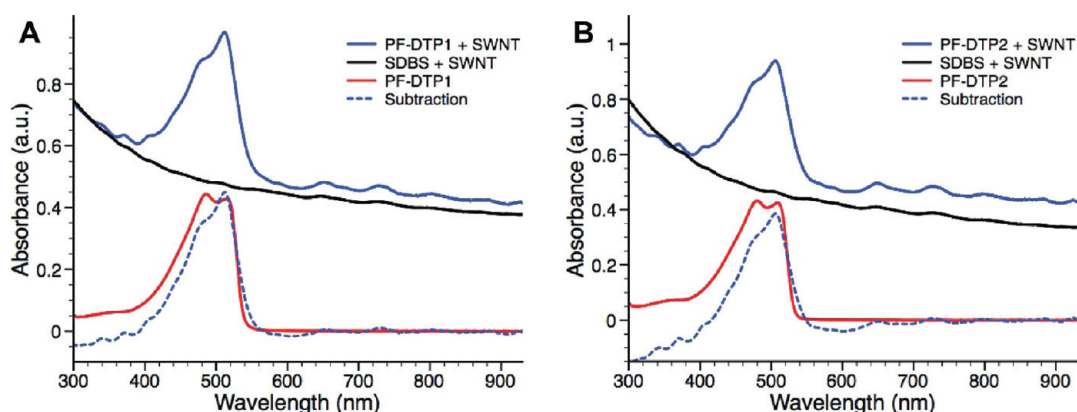 A
PF-DTP1 + SWNT
SDBS + SWNT
PF-DTP1
Subtraction
Absorbance (a.u.)
0.8
0.6
0.4
0.2
0
300 400 500 600 700 800 900
Wavelength (nm)
B
PF-DTP2 + SWNT
SDBS + SWNT
PF-DTP2
Subtraction
Absorbance (a.u.)
1
0.8
0.6
0.4
0.2
0
300 400 500 600 700 800 900
Wavelength (nm)